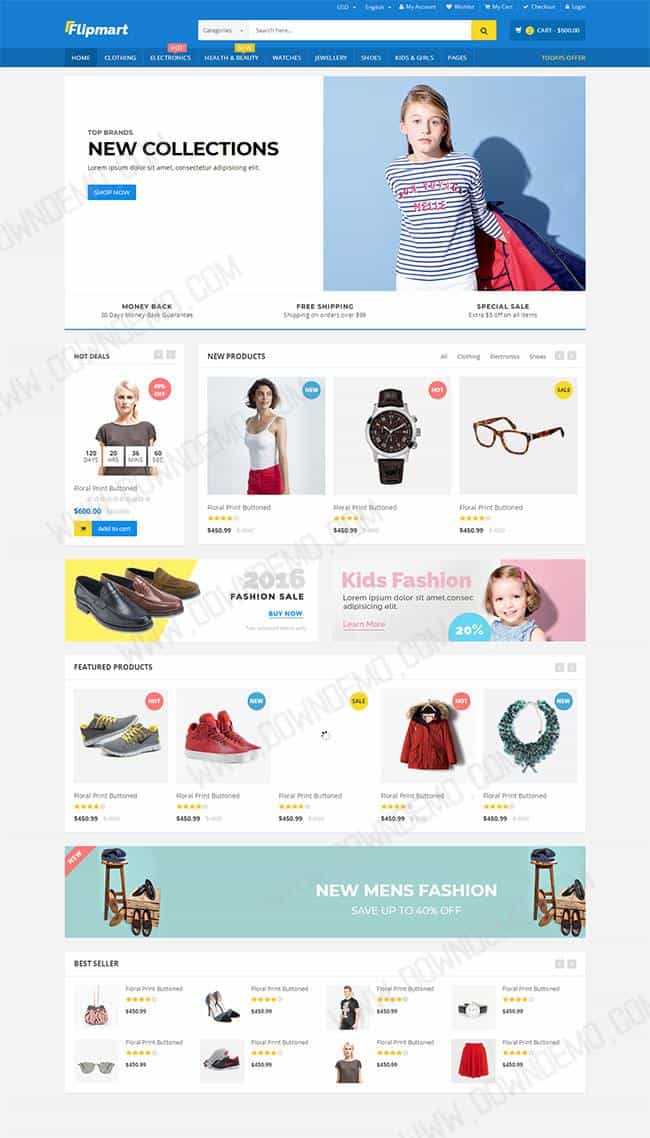 USD English My Account Wishlist My Cart Checkout Login
Flipmart
Categories Search here... 2 CART - $600.00
HOT NEW
HOME CLOTHING ELECTRONICS HEALTH & BEAUTY WATCHES JEWELLERY SHOES KIDS & GIRLS PAGES TODAYS OFFER
TOP BRANDS
NEW COLLECTIONS
Lorem ipsum dolor sit amet, consectetur adipisicing elit.
SHOP NOW
MONEY BACK
30 Days Money Back Guarantee
FREE SHIPPING
Shipping on orders over $99
SPECIAL SALE
Extra $5 off on all items
HOT DEALS
49%
OFF
120 20 36 60
DAYS HRS MINS SEC
Floral Print Buttoned
$600.00
Add to cart
NEW PRODUCTS All Clothing Electronics Shoes
NEW HOT SALE
Floral Print Buttoned Floral Print Buttoned Floral Print Buttoned
$450.99 $450.99 $450.99
2016
FASHION SALE
BUY NOW
Kids Fashion
Lorem ipsum dolor sit amet,consec
adipisicing elit.
Learn More
20%
FEATURED PRODUCTS
HOT NEW SALE HOT NEW
Floral Print Buttoned Floral Print Buttoned Floral Print Buttoned Floral Print Buttoned Floral Print Buttoned
$450.99 $450.99 $450.99 $450.99 $450.99
NEW
NEW MENS FASHION
SAVE UP TO 40% OFF
BEST SELLER
Floral Print Buttoned Floral Print Buttoned Floral Print Buttoned Floral Print Buttoned
$450.99 $450.99 $450.99 $450.99
Floral Print Buttoned Floral Print Buttoned Floral Print Buttoned Floral Print Buttoned
$450.99 $450.99 $450.99 $450.99
WWW.DOWNDEMO.COM